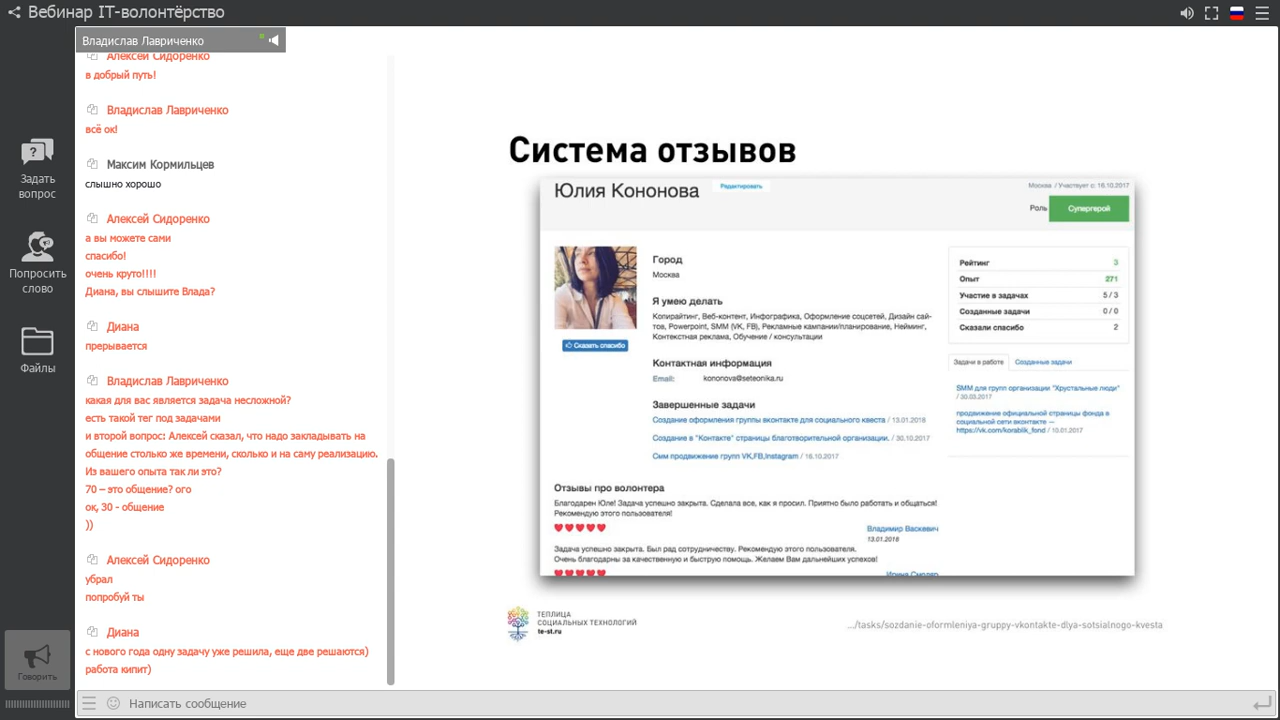 Вебинар IT-волонтер
Владислав Лавриченко
Задать
вопрос
Попросить
слово
Файлы
Говорить
Алексей Сидоренко
в добрый путь!
Владислав Лавриченко
всё ок!
Максим Кормильцев
слышно хорошо
Алексей Сидоренко
а вы можете сами
спасибо!
очень круто!!!!
Диана, вы слышите Влада?
Диана
прерывается
Владислав Лавриченко
какая для вас является задача несложной?
есть такой тег под задачами
и второй вопрос: Алексей сказал, что надо закладывать на
общение столько же времени, сколько и на саму реализацию.
Из вашего опыта так ли это?
70 – это общение? ого
ок, 30 - общение
))
Алексей Сидоренко
убрал
попробуй ты
Диана
с нового года одну задачу уже решила, еще две решаются)
работа кипит)
Написать сообщение
Система отзывов
Юлия Кононова
Редактировать
Москва / Участвует с: 16.10.2017
Роль Супергерой
Сказать спасибо
Город
Москва
Я умею делать
Копирайтинг, Веб-контент, Инфографика, Оформление соцсетей, Дизайн сай-
тов, Powerpoint, SMM (VK, FB), Рекламные кампании/планирование, Нейминг,
Контекстная реклама, Обучение / консультации
Контактная информация
Email: kononova@seteonika.ru
Завершенные задачи
Создание оформления группы вконтакте для социального квеста / 13.01.2018
Создание в "Контакте" страницы благотворительной организации. / 30.10.2017
Смм продвижение групп VK,FB,Instagram / 16.10.2017
Рейтинг 3
Опыт 271
Участие в задачах 5 / 3
Созданные задачи 0 / 0
Сказали спасибо 2
Задачи в работе Созданные задачи
SMM для групп организации "Хрустальные люди"
/ 30.03.2017
продвижение официальной страницы фонда в
социальной сети вконтакте —
https://vk.com/korablik_fond / 10.01.2017
Отзывы про волонтера
Благодарен Юле! Задача успешно закрыта. Сделала все, как я просил. Приятно было работать и общаться!
Рекомендую этого пользователя!
Владимир Васкевич
13.01.2018
Задача успешно закрыта. Был рад сотрудничеству. Рекомендую этого пользователя.
Очень благодарны за качественную и быструю помощь. Желаем Вам дальнейших успехов!
Ирина Смоляр
ТЕПЛИЦА
СОЦИАЛЬНЫХ ТЕХНОЛОГИЙ
te-st.ru
.../tasks/sozdanie-oformleniya-gruppy-vkontakte-dlya-sotsialnogo-kvesta